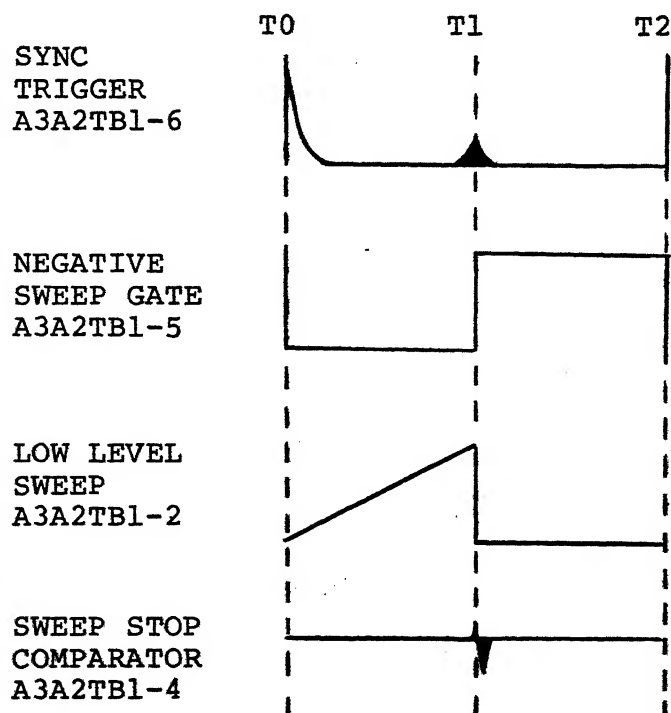 T0 T1 T2
SYNC
TRIGGER
A3A2TB1-6
NEGATIVE
SWEEP GATE
A3A2TB1-5
LOW LEVEL
SWEEP
A3A2TB1-2
SWEEP STOP
COMPARATOR
A3A2TB1-4